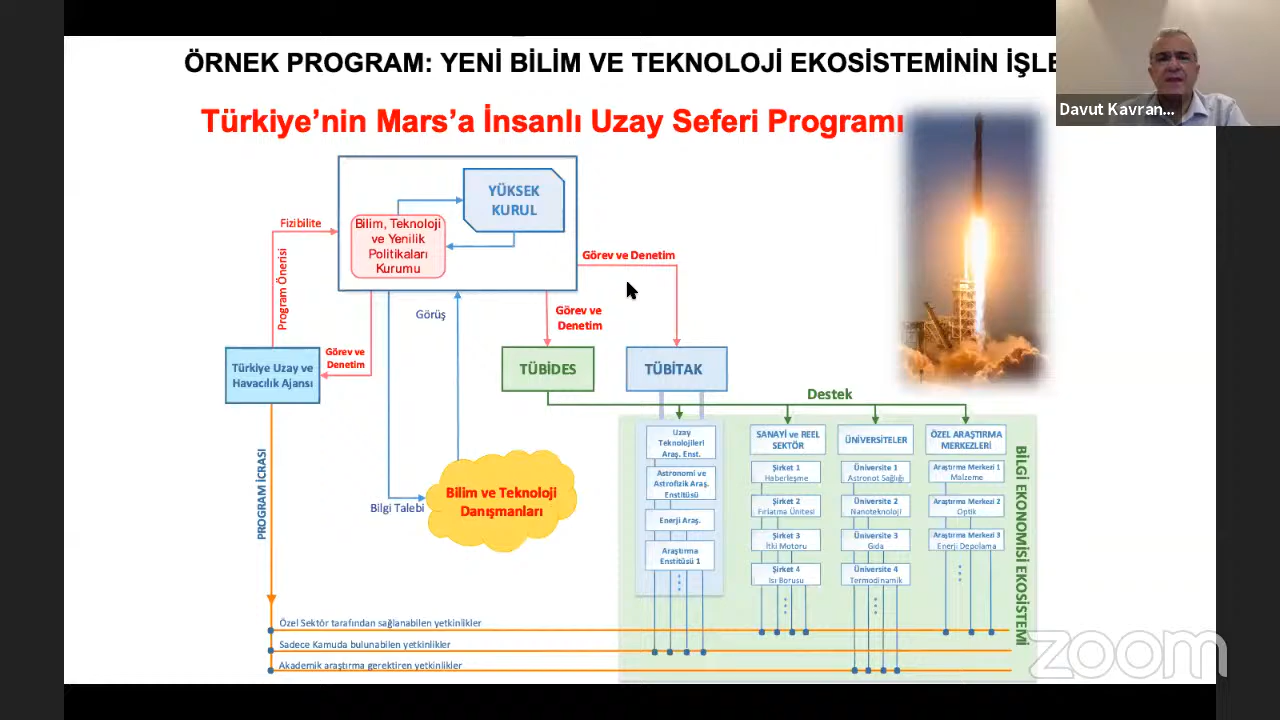 ÖRNEK PROGRAM: YENİ BİLİM VE TEKNOLOJİ EKOSİSTEMİNİN İŞLE
Davut Kavran...
Türkiye’nin Mars’a İnsanlı Uzay Seferi Programı
YÜKSEK
KURUL
Bilim, Teknoloji
ve Yenilik
Politikaları
Kurumu
Fizibilite
Program Önerisi
Görev ve Denetim
Görüş
Görev ve
Denetim
Görev ve
Denetim
Türkiye Uzay ve
Havacılık Ajansı
TÜBİDES
TÜBİTAK
Destek
PROGRAM İCRASI
Bilgi Talebi
Bilim ve Teknoloji
Danışmanları
Uzay
Teknolojileri
Araş. Enst.
Astronomi ve
Astrofizik Araş.
Enstitüsü
Enerji Araş.
Araştırma
Enstitüsü 1
SANAYİ ve REEL
SEKTÖR
Şirket 1
Haberleşme
Şirket 2
Fırlatma Ünitesi
Şirket 3
İtki Motoru
Şirket 4
Isı Borusu
ÜNİVERSİTELER
Üniversite 1
Astronot Sağlığı
Üniversite 2
Nanoteknoloji
Üniversite 3
Gıda
Üniversite 4
Termodinamik
ÖZEL ARAŞTIRMA
MERKEZLERİ
Araştırma Merkezi 1
Malzeme
Araştırma Merkezi 2
Optik
Araştırma Merkezi 3
Enerji Depolama
BİLGİ EKONOMİSİ EKOSİSTEMİ
Özel Sektör tarafından sağlanabilen yetkinlikler
Sadece Kamuda bulunabilen yetkinlikler
Akademik araştırma gerektiren yetkinlikler
zoom